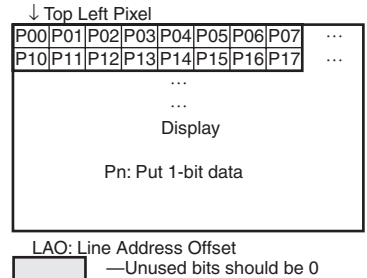 ↓ Top Left Pixel
P00 P01 P02 P03 P04 P05 P06 P07 …
P10 P11 P12 P13 P14 P15 P16 P17 …
…
…
Display
Pn: Put 1-bit data
LAO: Line Address Offset
—Unused bits should be 0